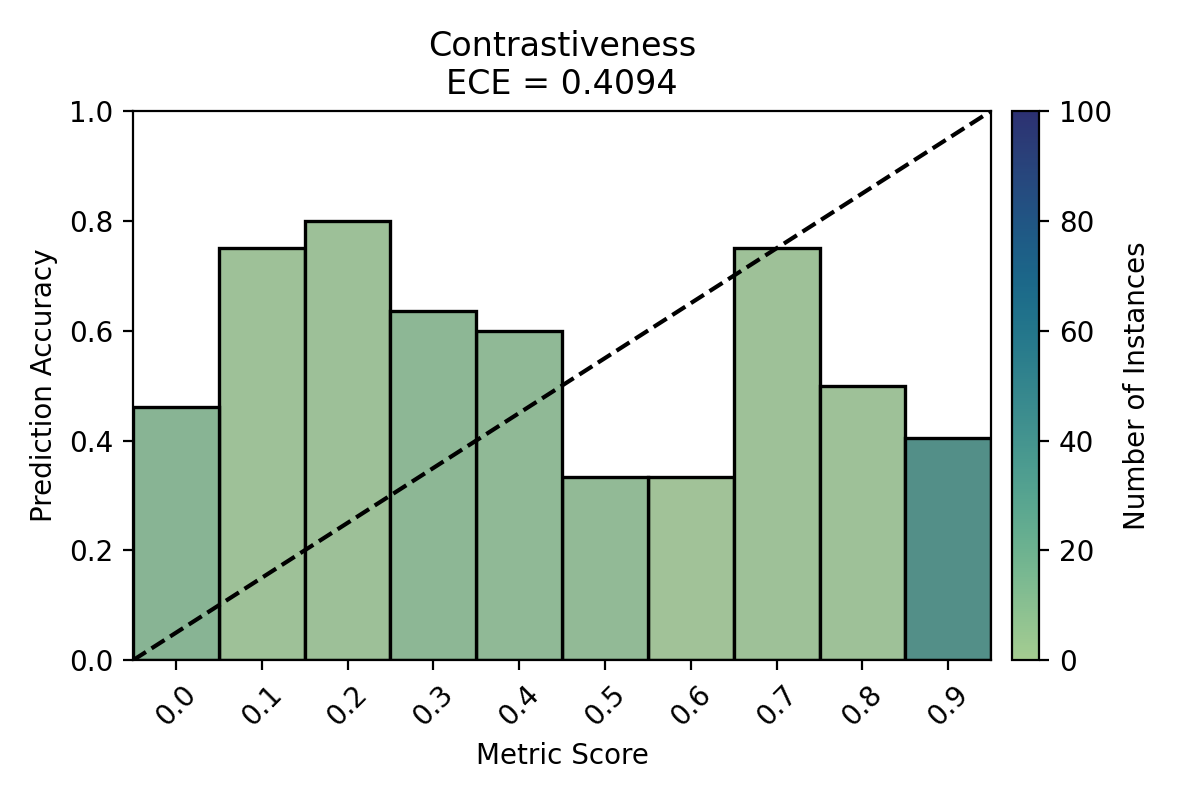 Contrastiveness
ECE = 0.4094
1.0
0.8
0.6
0.4
0.2
0.0
Prediction Accuracy
0.0 0.1 0.2 0.3 0.4 0.5 0.6 0.7 0.8 0.9
Metric Score
100
80
60
40
20
0
Number of Instances